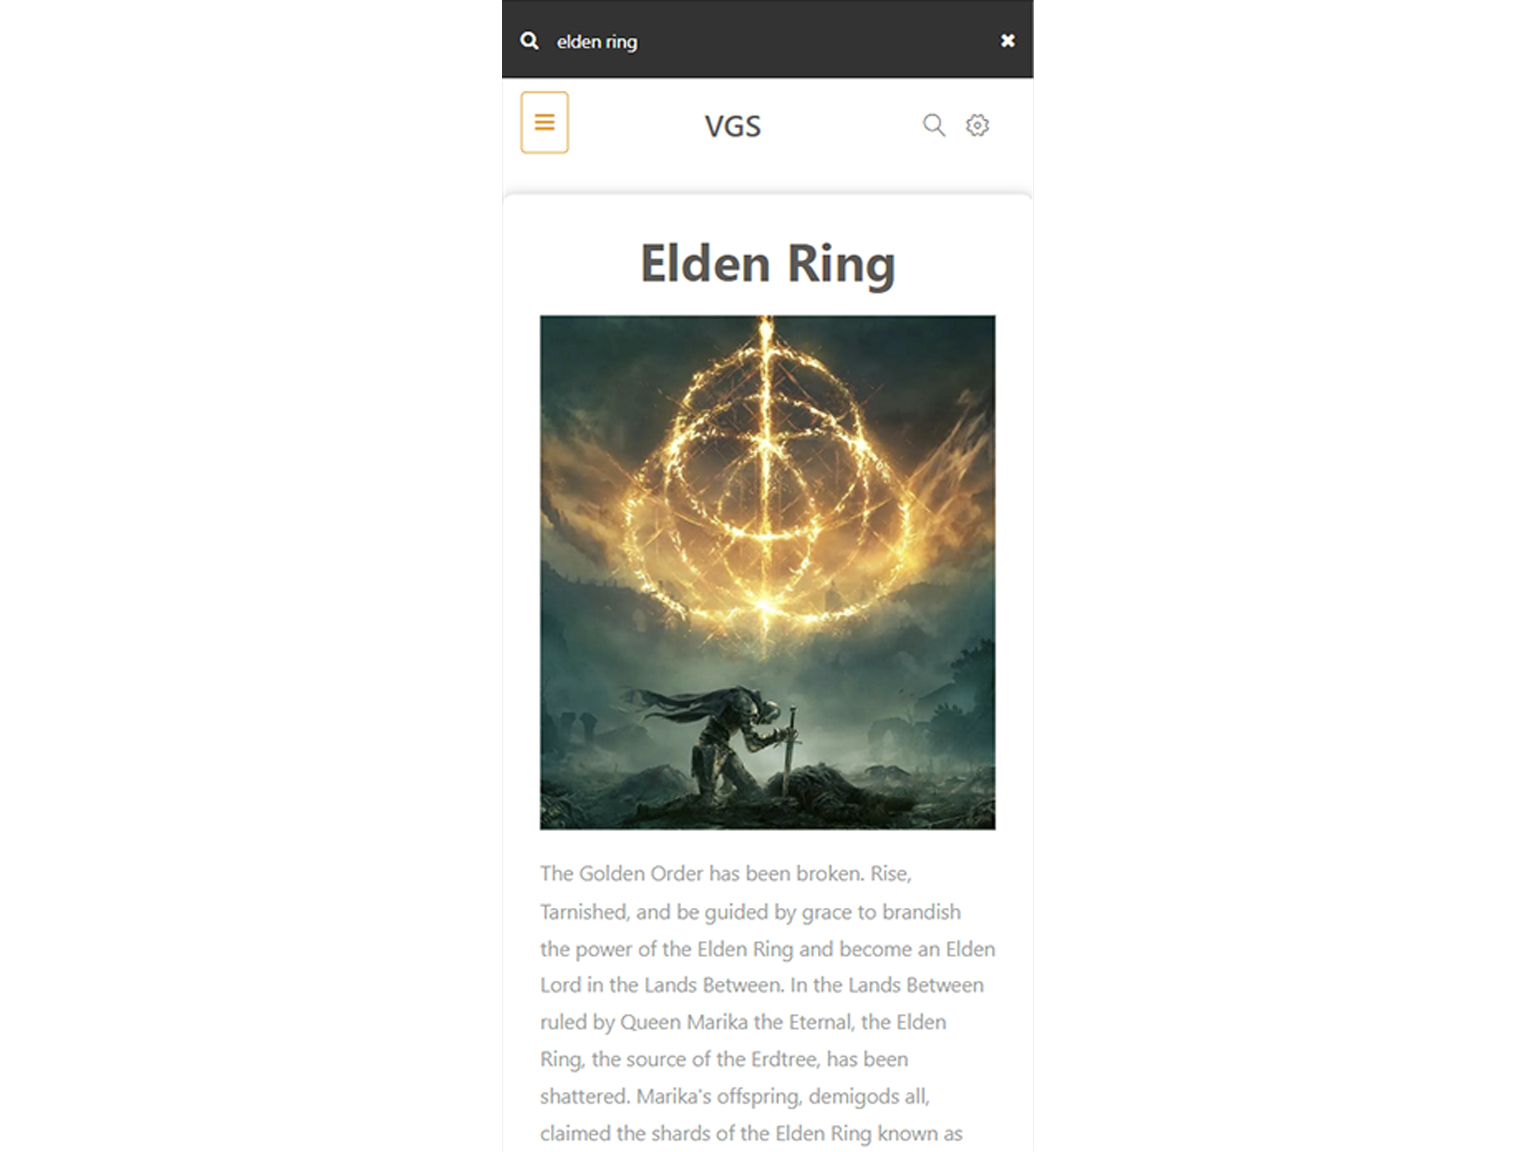 elden ring
VGS
Elden Ring
The Golden Order has been broken. Rise,
Tarnished, and be guided by grace to brandish
the power of the Elden Ring and become an Elden
Lord in the Lands Between. In the Lands Between
ruled by Queen Marika the Eternal, the Elden
Ring, the source of the Erdtree, has been
shattered. Marika's offspring, demigods all,
claimed the shards of the Elden Ring known as